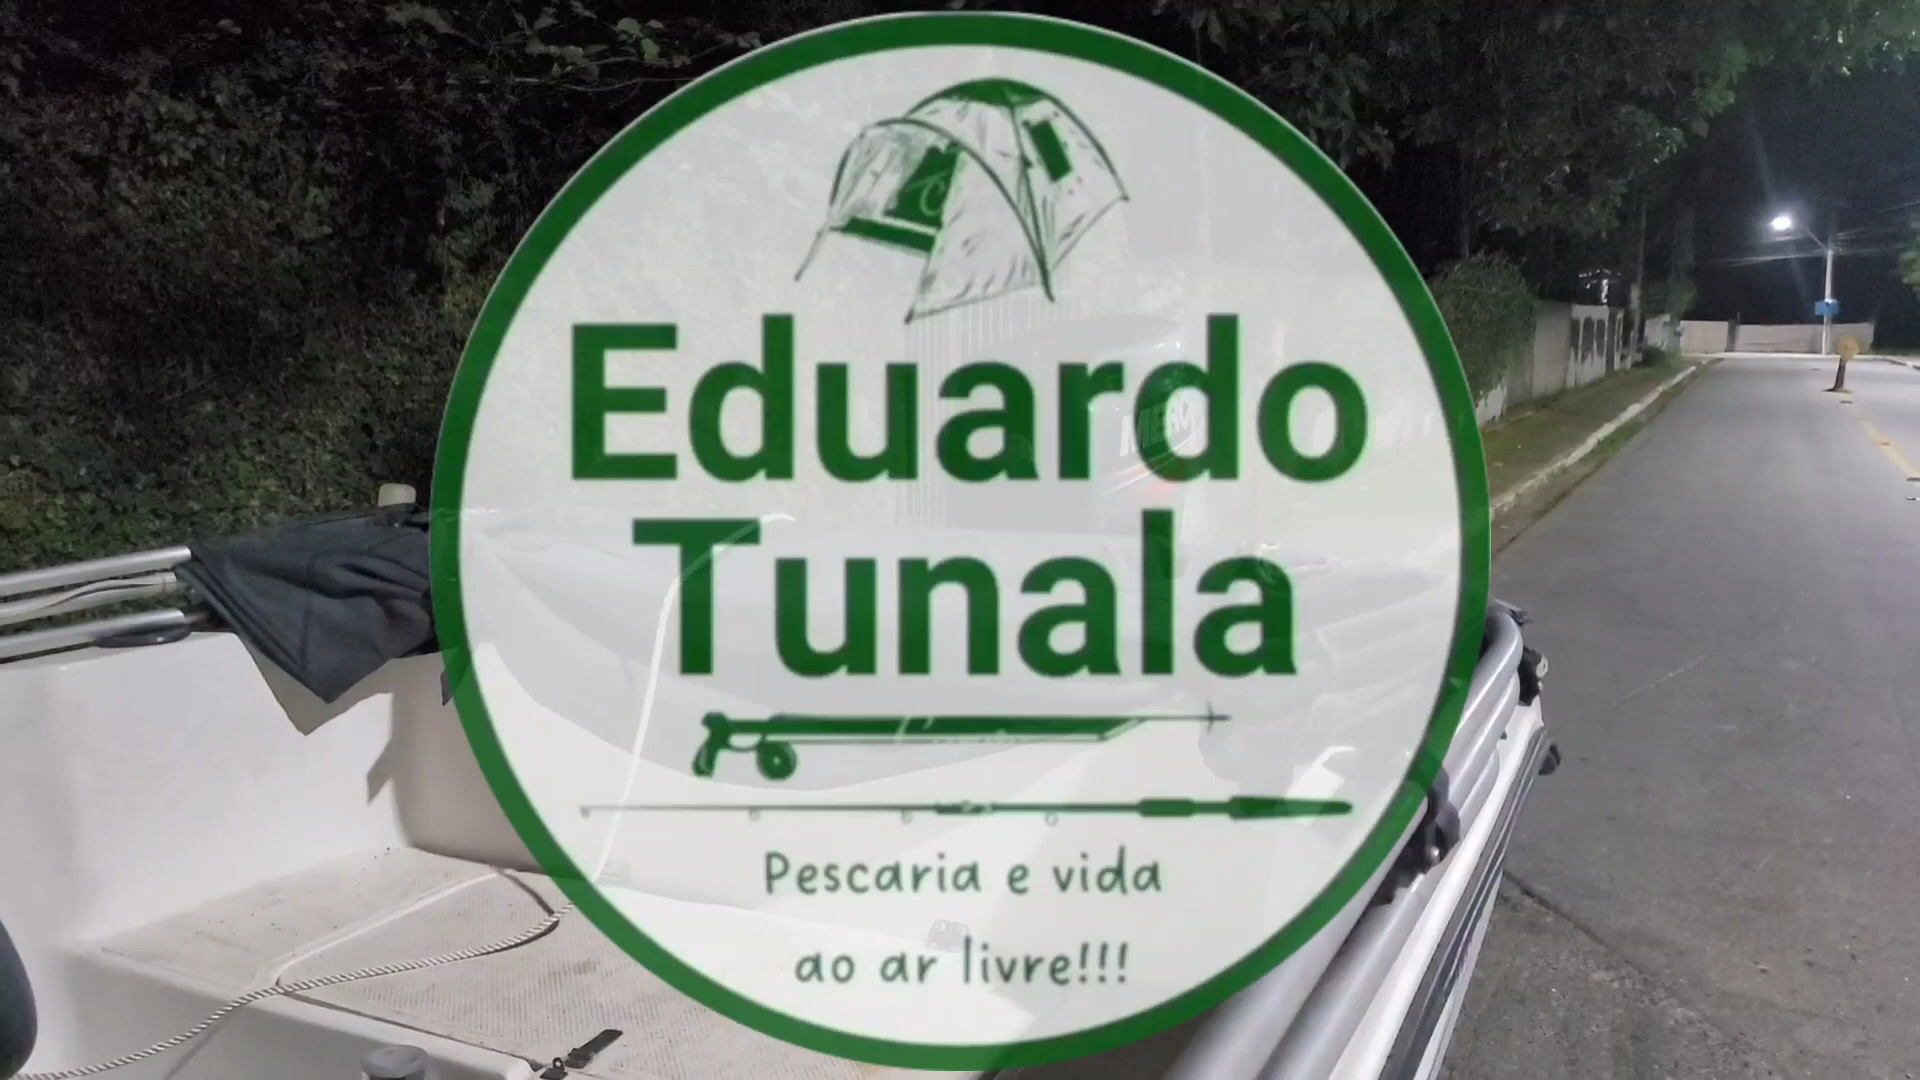 Eduardo
Tunala
Pescaria e vida
ao ar livre!!!